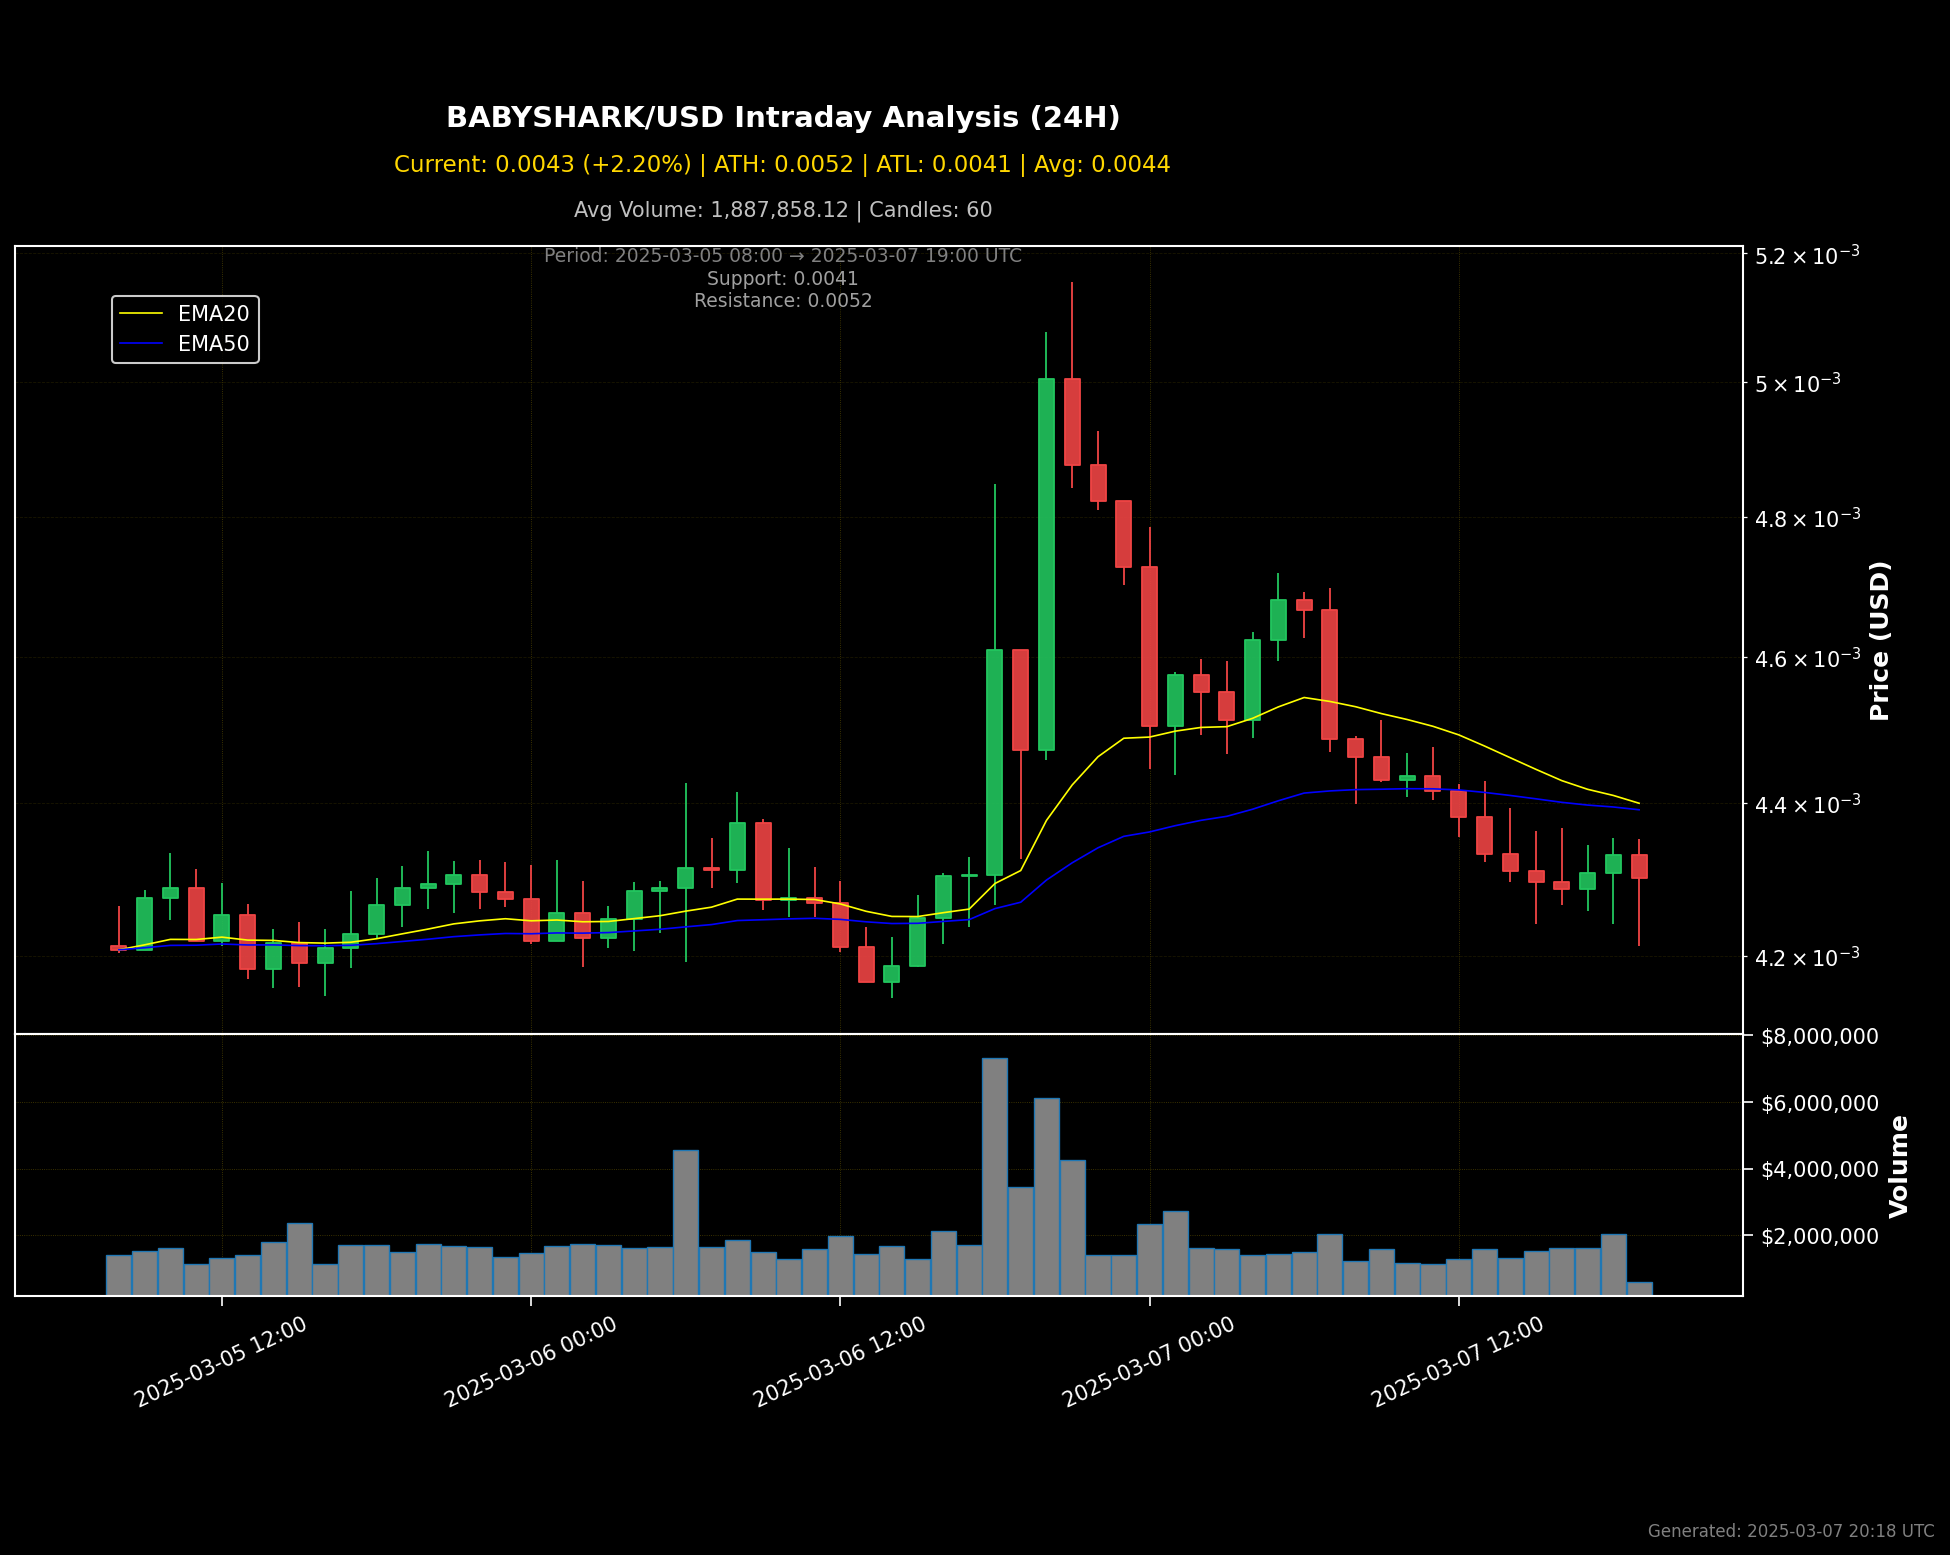 BABYSHARK/USD Intraday Analysis (24H)
Current: 0.0043 (+2.20%) | ATH: 0.0052 | ATL: 0.0041 | Avg: 0.0044
Avg Volume: 1,887,858.12 | Candles: 60
Period: 2025-03-05 08:00 → 2025-03-07 19:00 UTC
Support: 0.0041
Resistance: 0.0052
EMA20
EMA50
5.2 × 10⁻³
5 × 10⁻³
4.8 × 10⁻³
4.6 × 10⁻³
4.4 × 10⁻³
4.2 × 10⁻³
Price (USD)
$8,000,000
$6,000,000
$4,000,000
$2,000,000
Volume
2025-03-05 12:00
2025-03-06 00:00
2025-03-06 12:00
2025-03-07 00:00
2025-03-07 12:00
Generated: 2025-03-07 20:18 UTC